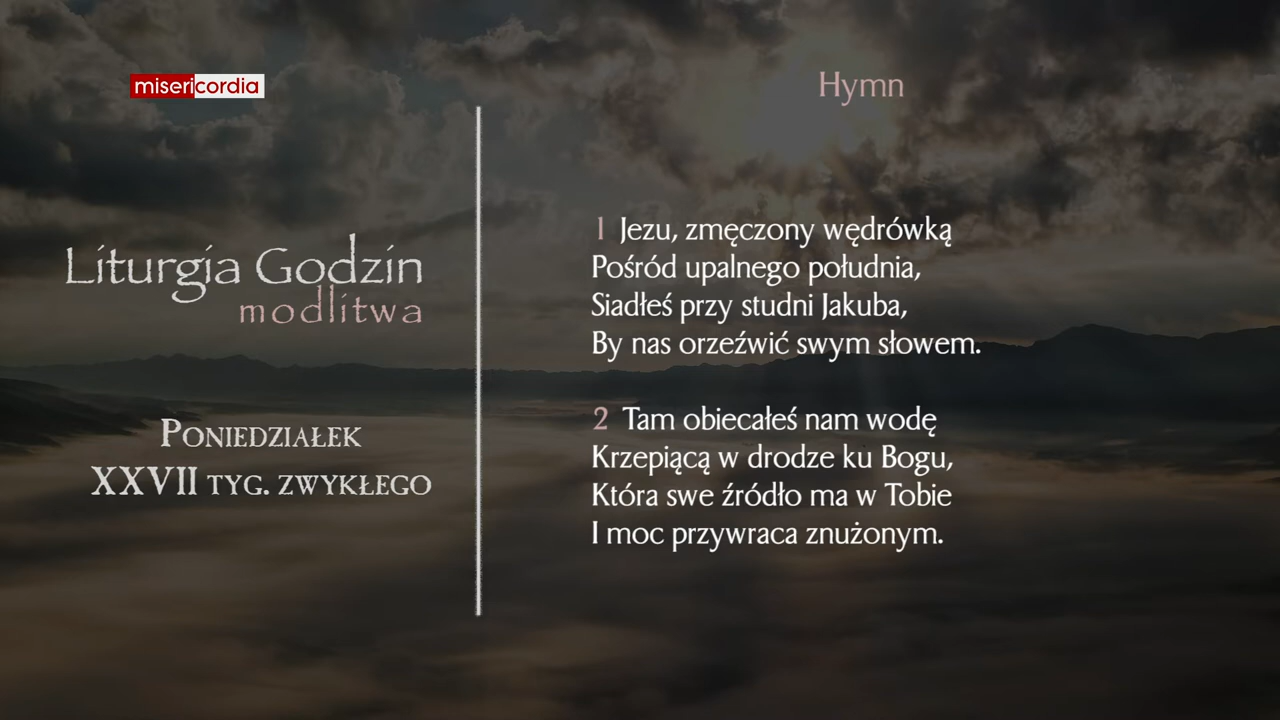 misericordia
Liturgia Godzin
modlitwa
Poniedziałek
XXVII tyg. zwykłego
Hymn
1 Jezu, zmęczony wędrówką
Pośród upalnego południa,
Siadłeś przy studni Jakuba,
By nas orzeźwić swym słowem.
2 Tam obiecałeś nam wodę
Krzepiącą w drodze ku Bogu,
Która swe źródło ma w Tobie
I moc przywraca znużonym.